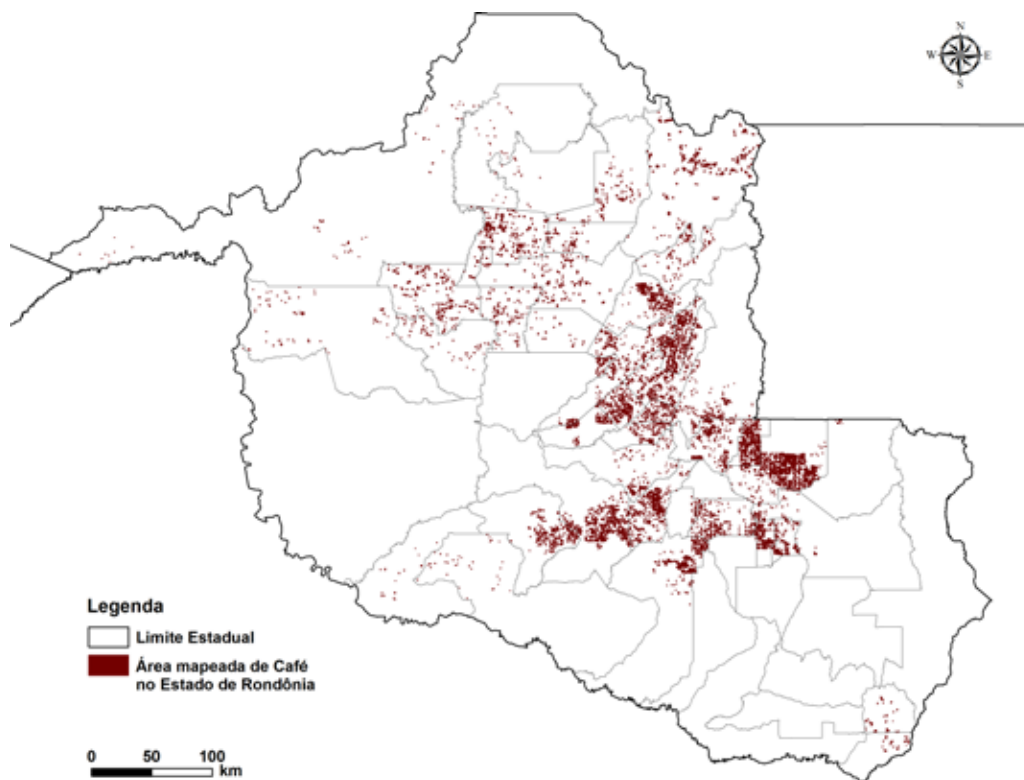 N
W E
S
Legenda
Limite Estadual
Área mapeada de Café
no Estado de Rondônia
0 50 100
km